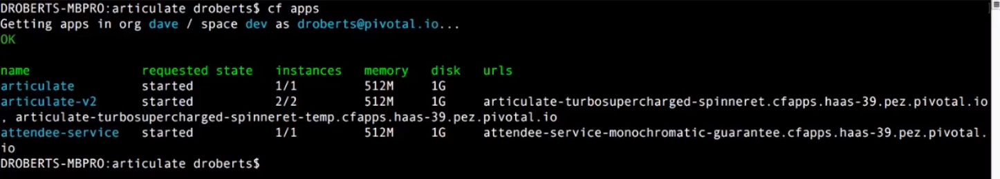 DROBERTS-MBPRO:articulate droberts$ cf apps
Getting apps in org dave / space dev as droberts@pivotal.io...
OK
name requested state instances memory disk urls
articulate started 1/1 512M 1G
articulate-v2 started 2/2 512M 1G articulate-turbosupercharged-spinneret.cfapps.haas-39.pez.pivotal.io
, articulate-turbosupercharged-spinneret-temp.cfapps.haas-39.pez.pivotal.io
attendee-service started 1/1 512M 1G attendee-service-monochromatic-guarantee.cfapps.haas-39.pez.pivotal.
io
DROBERTS-MBPRO:articulate droberts$